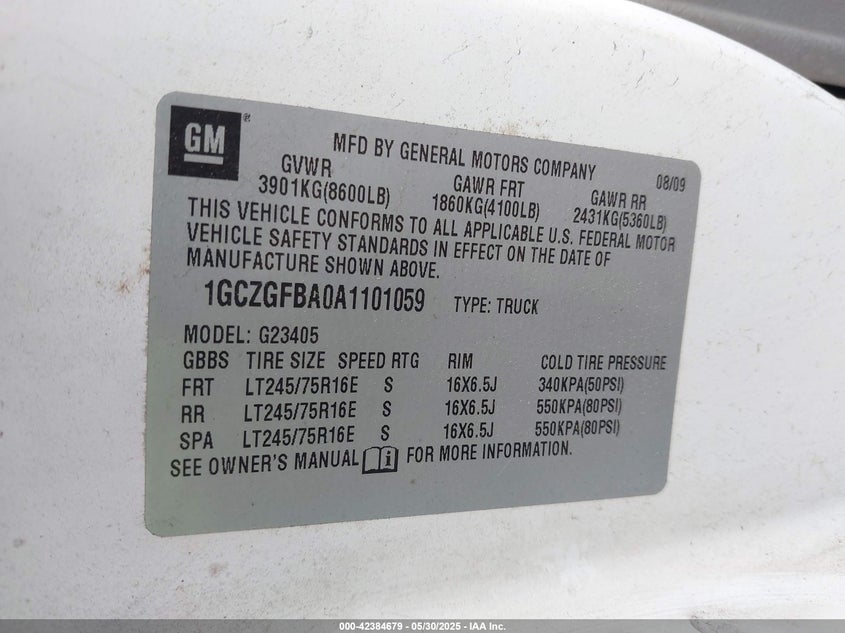 GM ®
MFD BY GENERAL MOTORS COMPANY 08/09
GVWR GAWR FRT GAWR RR
3901KG(8600LB) 1860KG(4100LB) 2431KG(5360LB)
THIS VEHICLE CONFORMS TO ALL APPLICABLE U.S. FEDERAL MOTOR
VEHICLE SAFETY STANDARDS IN EFFECT ON THE DATE OF
MANUFACTURE SHOWN ABOVE.
1GCZGFBA0A1101059 TYPE: TRUCK
MODEL: G23405
GBBS TIRE SIZE SPEED RTG RIM COLD TIRE PRESSURE
FRT LT245/75R16E S 16X6.5J 340KPA(50PSI)
RR LT245/75R16E S 16X6.5J 550KPA(80PSI)
SPA LT245/75R16E S 16X6.5J 550KPA(80PSI)
SEE OWNER'S MANUAL FOR MORE INFORMATION.
000-42384679 - 05/30/2025 - IAA Inc.